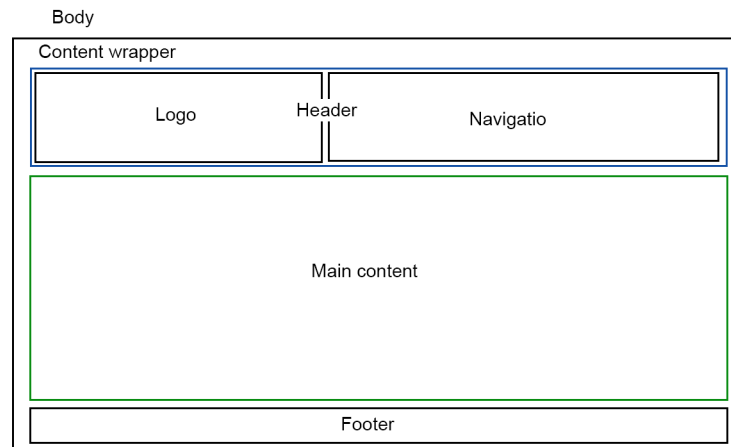 Body
Content wrapper
Logo
Header
Navigatio
Main content
Footer